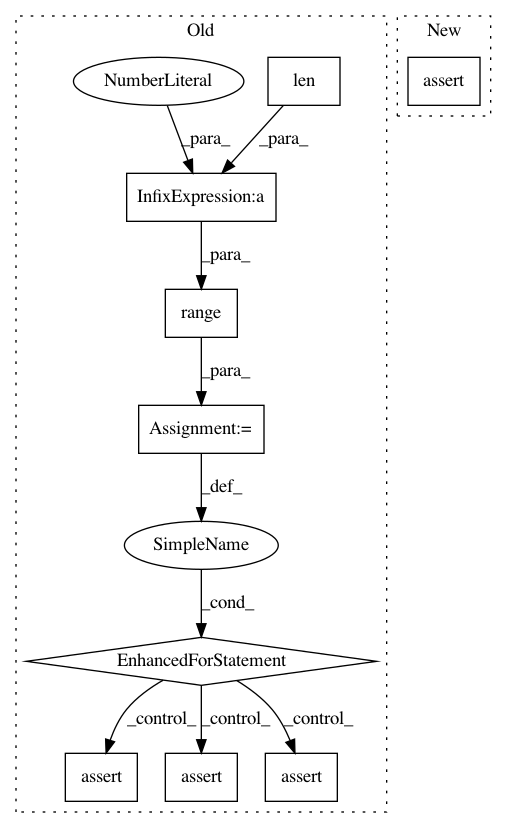 Old
New
NumberLiteral
len
assert
_para_
_para_
InfixExpression:a
_para_
range
_para_
Assignment:=
_def_
SimpleName
_cond_
EnhancedForStatement
_control_
_control_
_control_
assert
assert
assert